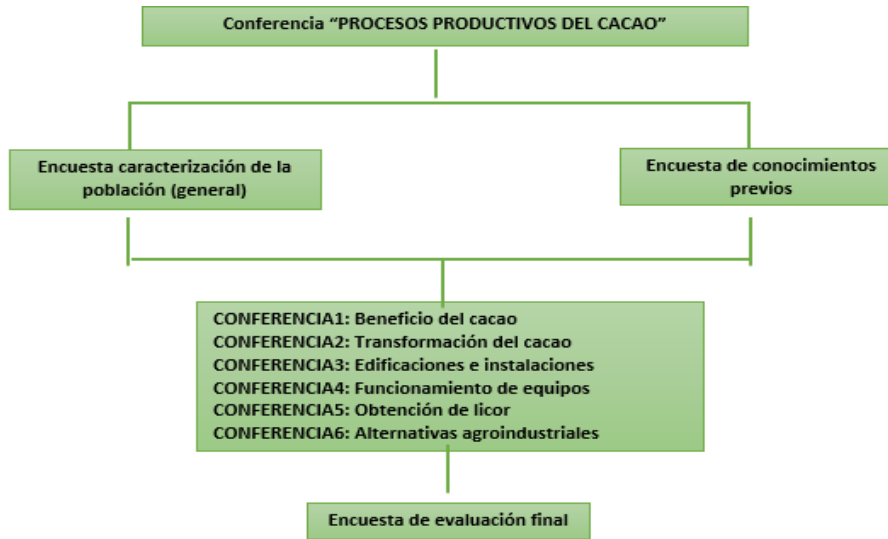 Conferencia “PROCESOS PRODUCTIVOS DEL CACAO”
Encuesta caracterización de la
población (general)
Encuesta de conocimientos
previos
CONFERENCIA1: Beneficio del cacao
CONFERENCIA2: Transformación del cacao
CONFERENCIA3: Edificaciones e instalaciones
CONFERENCIA4: Funcionamiento de equipos
CONFERENCIA5: Obtención de licor
CONFERENCIA6: Alternativas agroindustriales
Encuesta de evaluación final